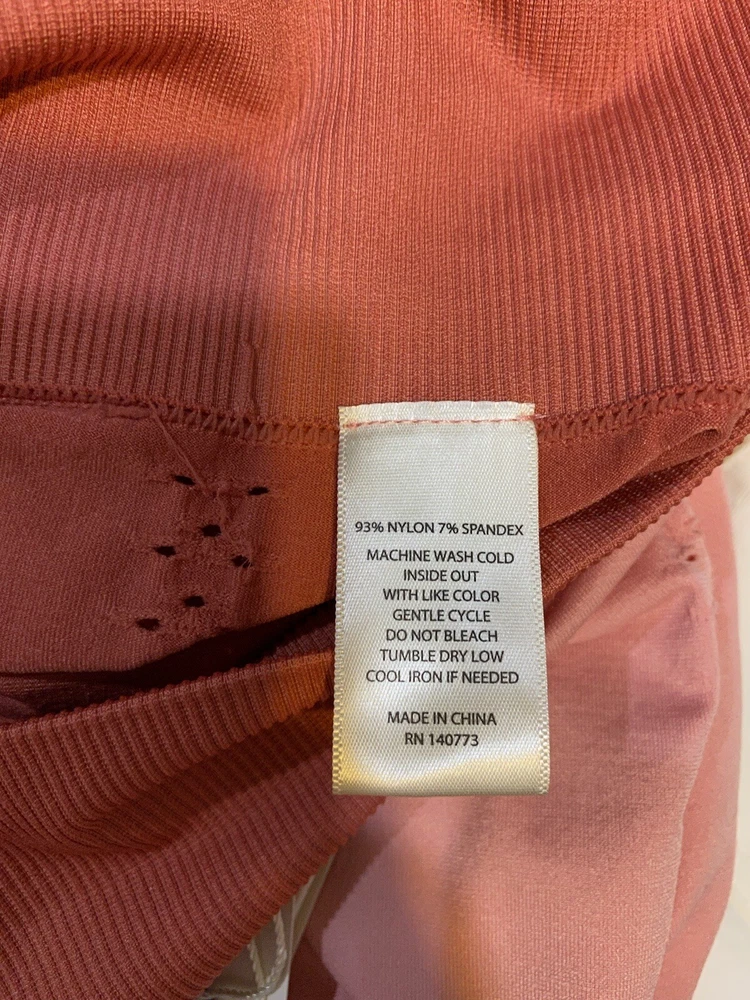 93% NYLON 7% SPANDEX
MACHINE WASH COLD
INSIDE OUT
WITH LIKE COLOR
GENTLE CYCLE
DO NOT BLEACH
TUMBLE DRY LOW
COOL IRON IF NEEDED
MADE IN CHINA
RN 140773